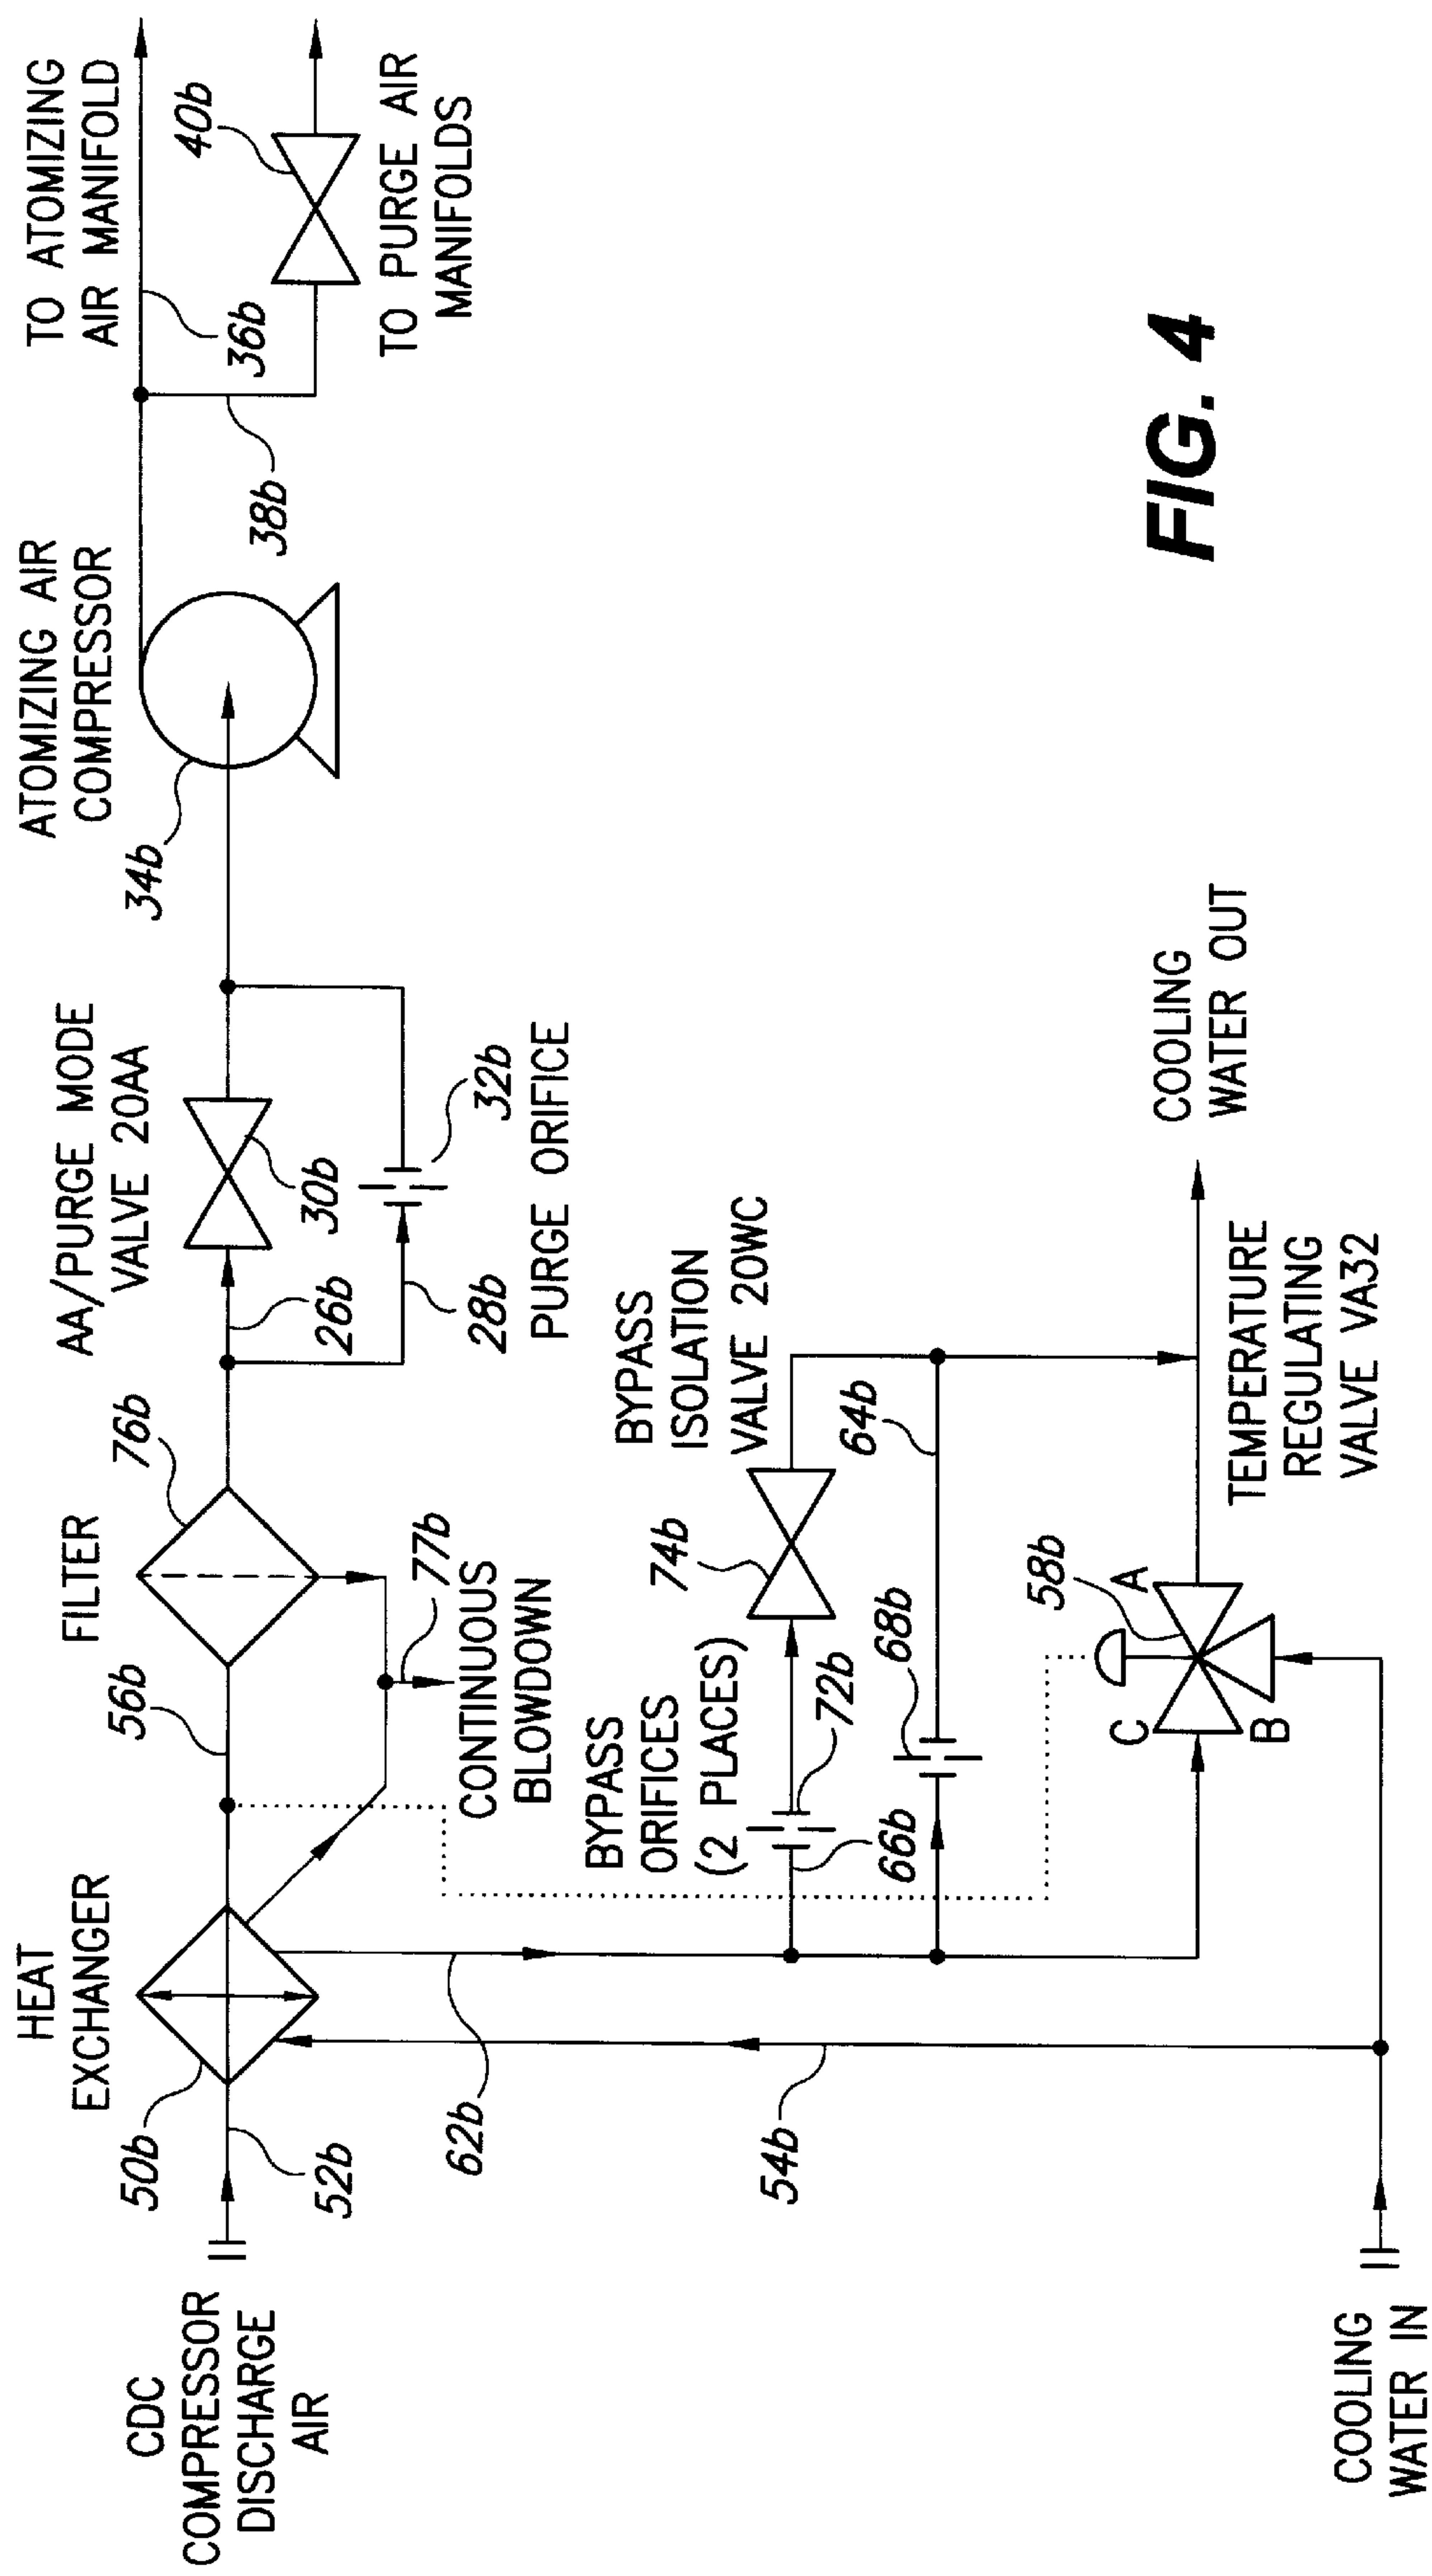 HEAT
EXCHANGER
50b
52b
CDC
COMPRESSOR
DISCHARGE
AIR
56b
FILTER
76b
77b
CONTINUOUS
BLOWDOWN
AA/PURGE MODE
VALVE 20AA
26b
30b
28b
32b
PURGE ORIFICE
ATOMIZING AIR
COMPRESSOR
34b
TO ATOMIZING
AIR MANIFOLD
36b
38b
40b
TO PURGE AIR
MANIFOLDS
62b
54b
BYPASS
ORIFICES
(2 PLACES)
72b
66b
68b
74b
BYPASS
ISOLATION
VALVE 20WC
64b
58b
C
A
B
TEMPERATURE
REGULATING
VALVE VA32
COOLING
WATER OUT
COOLING
WATER IN
FIG. 4